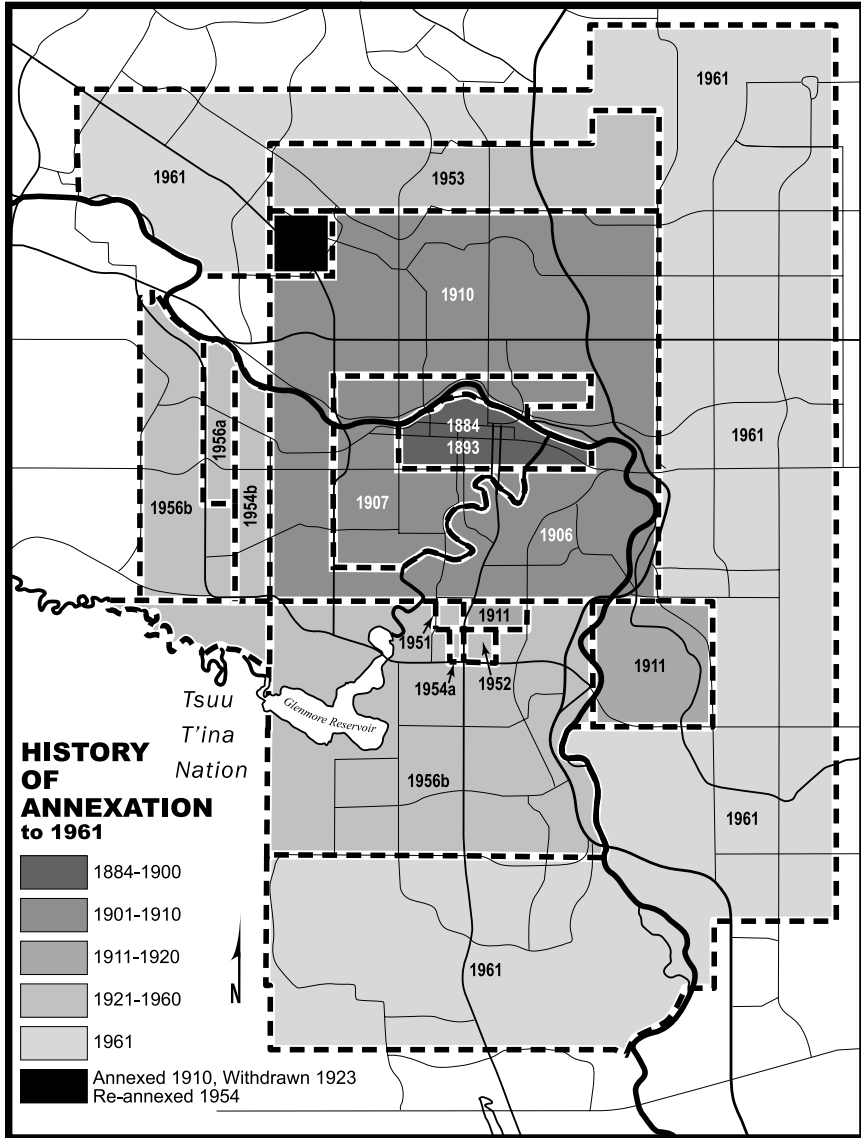 1961
1961
1953
1910
1884
1893
1961
1956a
1956b
1954b
1907
1906
1911
1951
1911
1954a
1952
Tsuu
T'ina
Nation
Glenmore Reservoir
1956b
1961
1961
HISTORY
OF
ANNEXATION
to 1961
1884-1900
1901-1910
1911-1920
1921-1960
1961
Annexed 1910, Withdrawn 1923
Re-annexed 1954
N